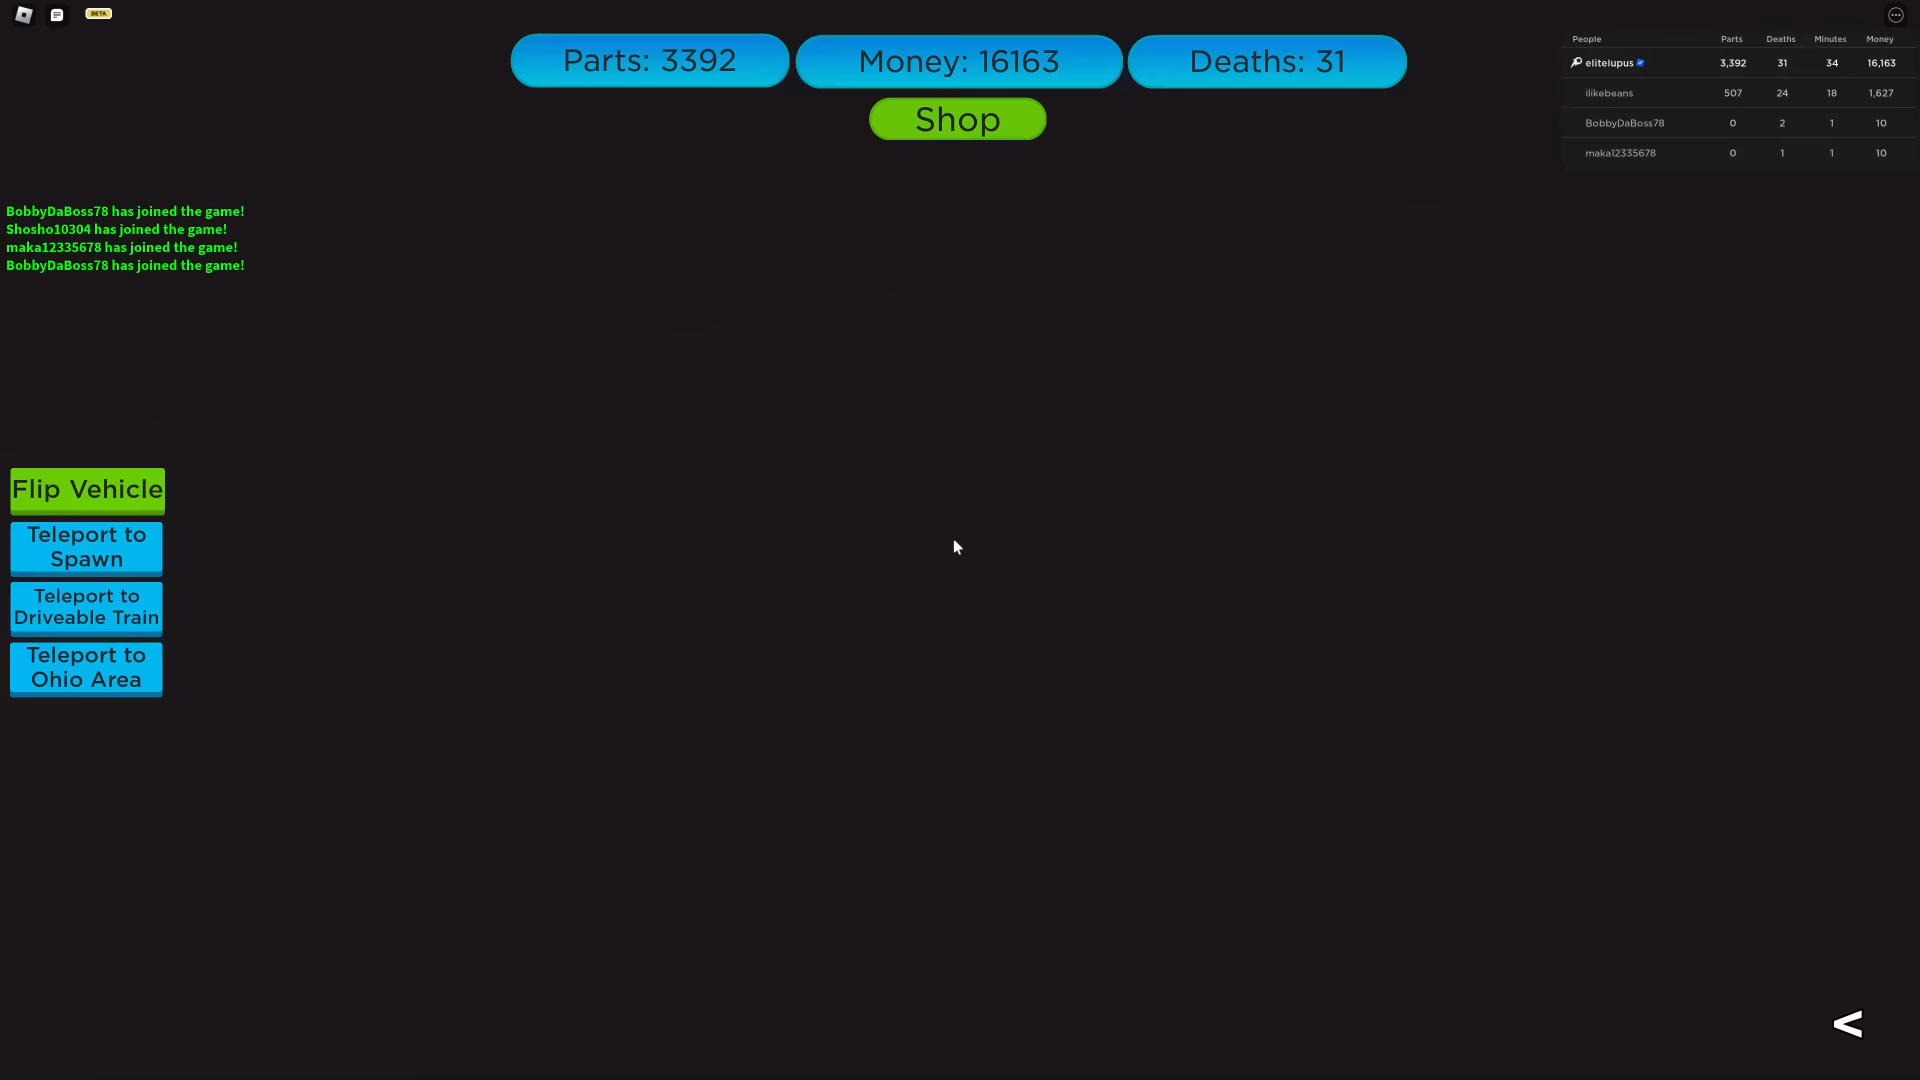 BETA
Parts: 3392
Money: 16163
Deaths: 31
Shop
People Parts Deaths Minutes Money
elitelupus 3,392 31 34 16,163
ilikebeans 507 24 18 1,627
BobbyDaBoss78 0 2 1 10
maka12335678 0 1 1 10
BobbyDaBoss78 has joined the game!
Shosho10304 has joined the game!
maka12335678 has joined the game!
BobbyDaBoss78 has joined the game!
Flip Vehicle
Teleport to
Spawn
Teleport to
Driveable Train
Teleport to
Ohio Area
<